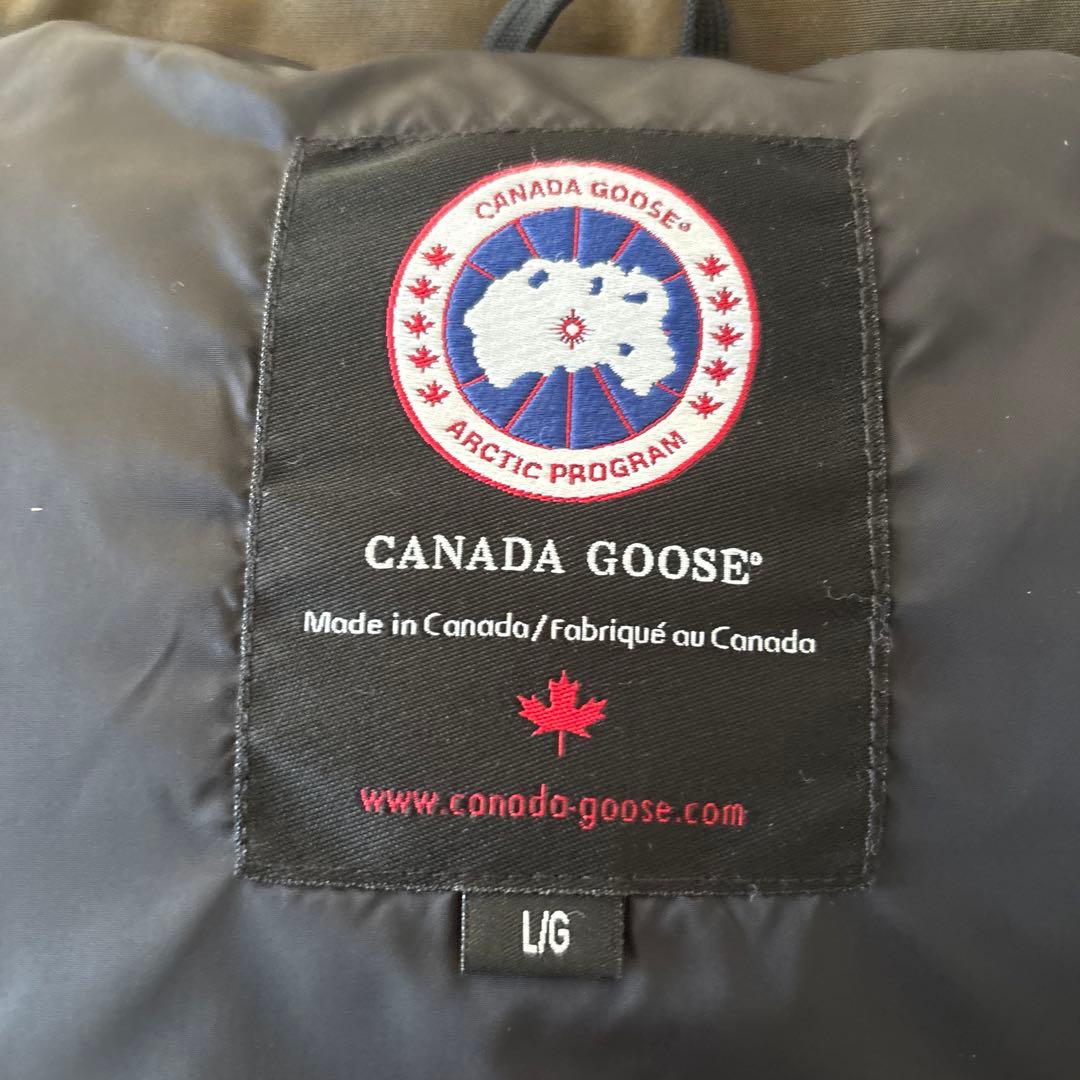 CANADA GOOSE®
ARCTIC PROGRAM
CANADA GOOSE®
Made in Canada/Fabriqué au Canada
www.canada-goose.com
L/G